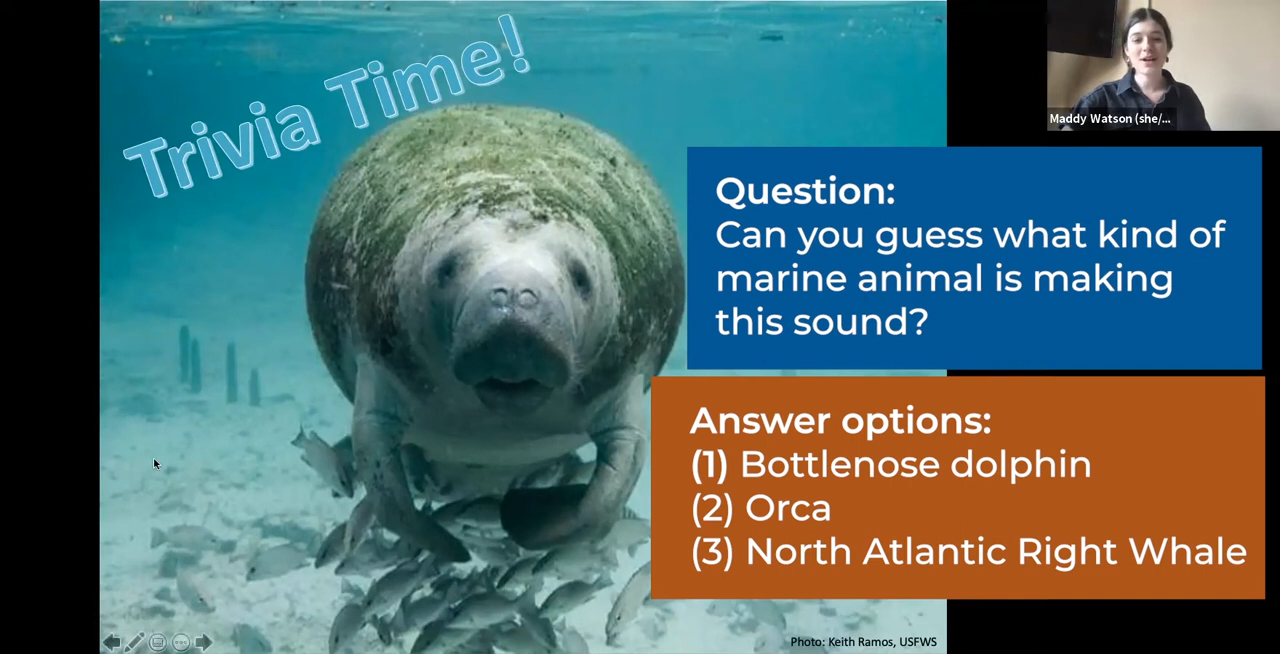 Trivia Time!
Maddy Watson (she/...
Question:
Can you guess what kind of
marine animal is making
this sound?
Answer options:
(1) Bottlenose dolphin
(2) Orca
(3) North Atlantic Right Whale
Photo: Keith Ramos, USFWS